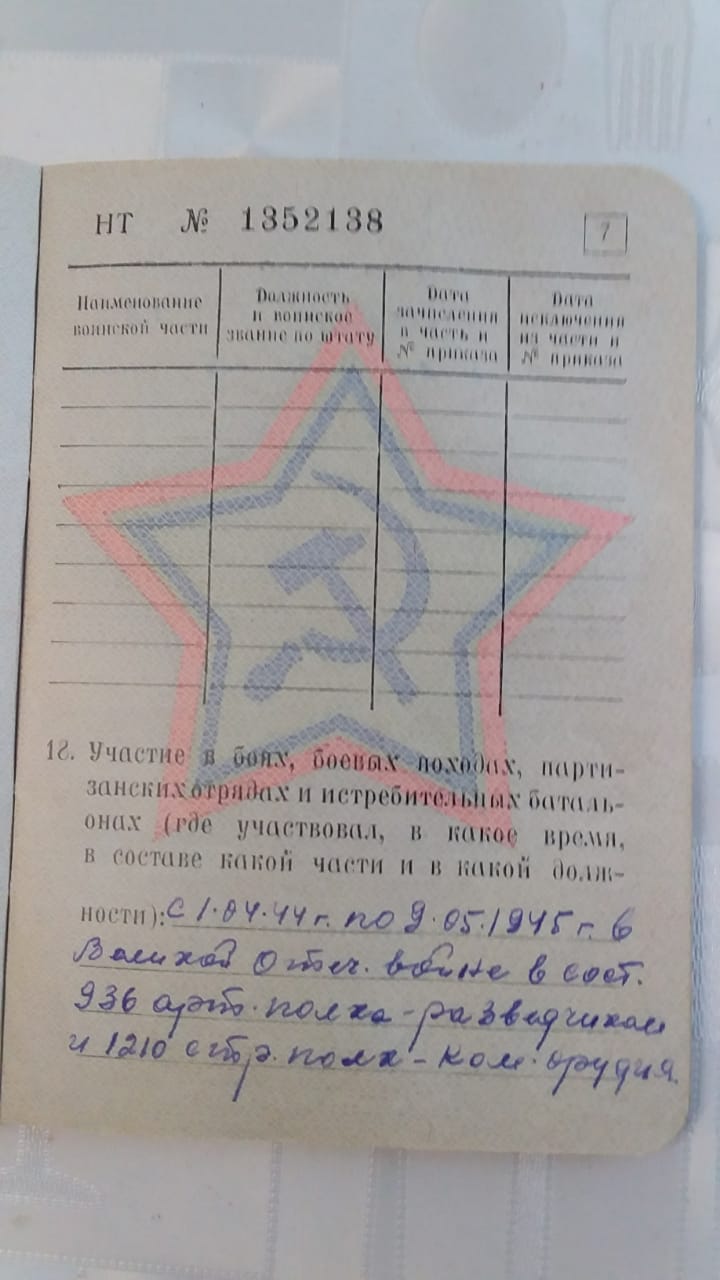 НТ № 1352138
7
Наименование воинской части
Должность и воинское звание по штату
Дата зачисления в часть и № приказа
Дата исключения из части и № приказа
18. Участие в боях, боевых походах, парти-
занских отрядах и истребительных баталь-
онах (где участвовал, в какое время,
в составе какой части и в какой долж-
ности): с 1.04.44 г. по 9.05.1945 г. в
Великой Отеч. войне в сост.
936 арт. полка - разведчиком
и 1210 стр. полк - ком. орудия.